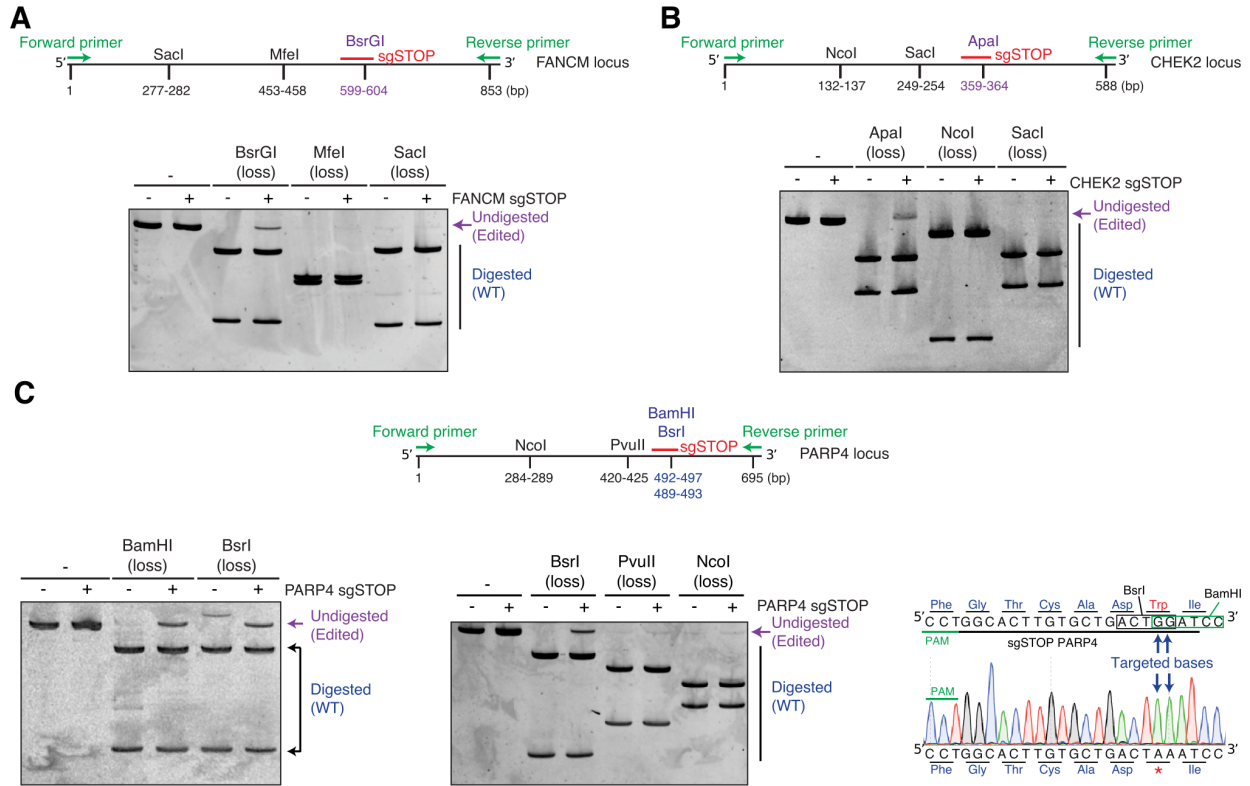 A
Forward primer
Reverse primer
SacI
MfeI
BsrGI
sgSTOP
5'
3'
FANCM locus
1
277-282
453-458
599-604
853 (bp)
-
BsrGI
(loss)
MfeI
(loss)
SacI
(loss)
- + - + - + - + FANCM sgSTOP
Undigested
(Edited)
Digested
(WT)
B
Forward primer
Reverse primer
NcoI
SacI
ApaI
sgSTOP
5'
3'
CHEK2 locus
1
132-137
249-254
359-364
588 (bp)
-
ApaI
(loss)
NcoI
(loss)
SacI
(loss)
- + - + - + - + CHEK2 sgSTOP
Undigested
(Edited)
Digested
(WT)
C
Forward primer
Reverse primer
NcoI
PvuII
BamHI
BsrI
sgSTOP
5'
3'
PARP4 locus
1
284-289
420-425
492-497
489-493
695 (bp)
-
BamHI
(loss)
BsrI
(loss)
- + - + - + PARP4 sgSTOP
Undigested
(Edited)
Digested
(WT)
-
BsrI
(loss)
PvuII
(loss)
NcoI
(loss)
- + - + - + - + PARP4 sgSTOP
Undigested
(Edited)
Digested
(WT)
BsrI
BamHI
Phe Gly Thr Cys Ala Asp Trp Ile
5' CCTGGCACTTGTGCTGACTGGATCC 3'
PAM
sgSTOP PARP4
Targeted bases
PAM
5' CCTGGCACTTGTGCTGACTAAATCC 3'
Phe Gly Thr Cys Ala Asp * Ile